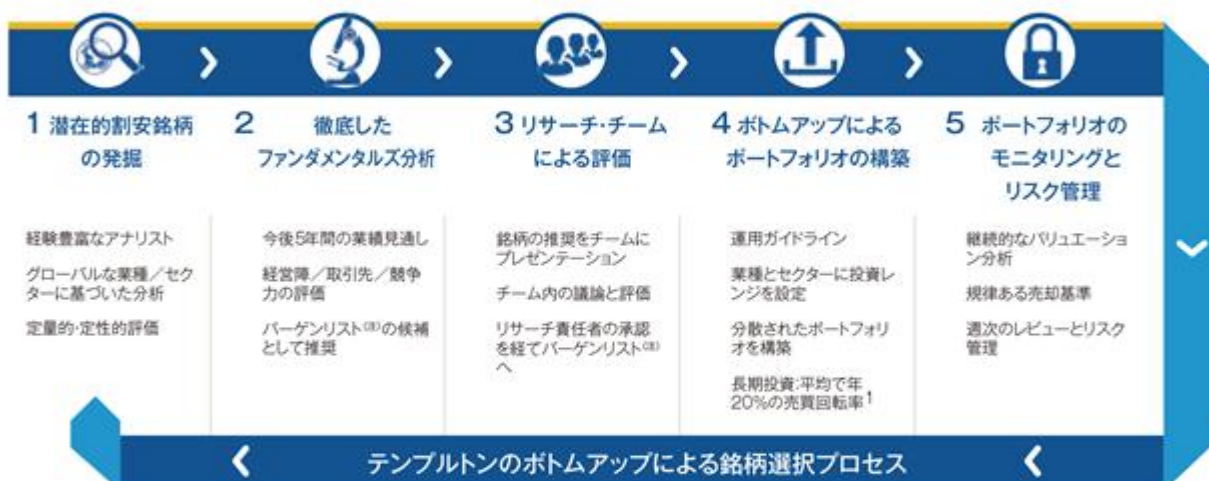 1 潜在的割安銘柄
の発掘
経験豊富なアナリスト
グローバルな業種／セク
ターに基づいた分析
定量的・定性的評価
2 徹底した
ファンダメンタルズ分析
今後5年間の業績見通し
経営陣／取引先／競争
力の評価
バーゲンリスト(注)の候補
として推奨
3 リサーチ・チーム
による評価
銘柄の推奨をチームに
プレゼンテーション
チーム内の議論と評価
リサーチ責任者の承認
を経てバーゲンリスト(注)
へ
4 ボトムアップによる
ポートフォリオの構築
運用ガイドライン
業種とセクターに投資レ
ンジを設定
分散されたポートフォリ
オを構築
長期投資:平均で年
20%の売買回転率1
5 ポートフォリオの
モニタリングと
リスク管理
継続的なバリュエーショ
ン分析
規律ある売却基準
週次のレビューとリスク
管理
テンプルトンのボトムアップによる銘柄選択プロセス